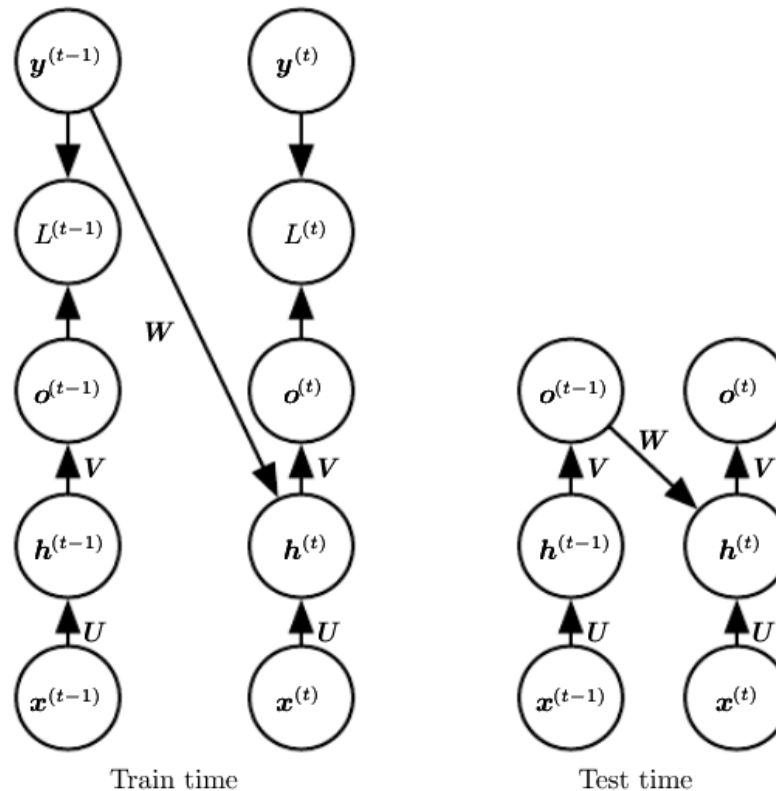 y^(t−1) y^(t)
L^(t−1) L^(t)
W
o^(t−1) o^(t) o^(t−1) o^(t)
W
V V V V
h^(t−1) h^(t) h^(t−1) h^(t)
U U U U
x^(t−1) x^(t) x^(t−1) x^(t)
Train time Test time